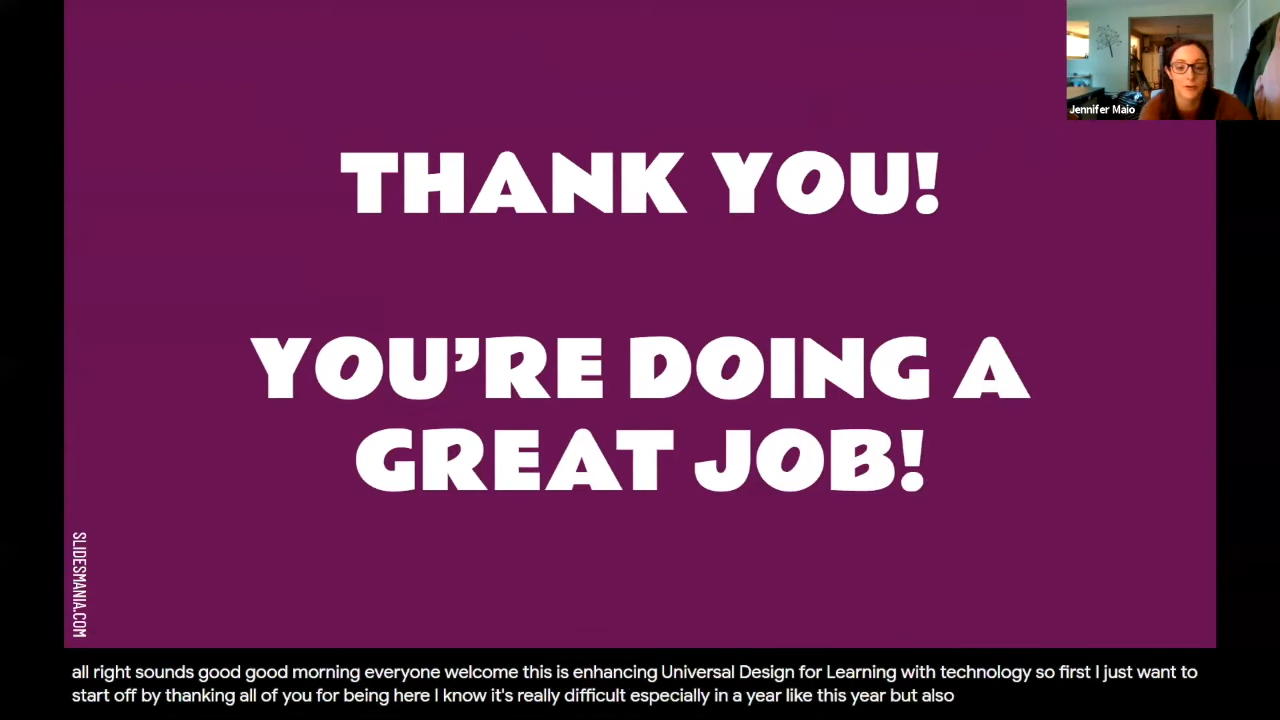 THANK YOU!
YOU'RE DOING A
GREAT JOB!
SLIDESMANIA.COM
Jennifer Maio
all right sounds good good morning everyone welcome this is enhancing Universal Design for Learning with technology so first I just want to
start off by thanking all of you for being here I know it's really difficult especially in a year like this year but also